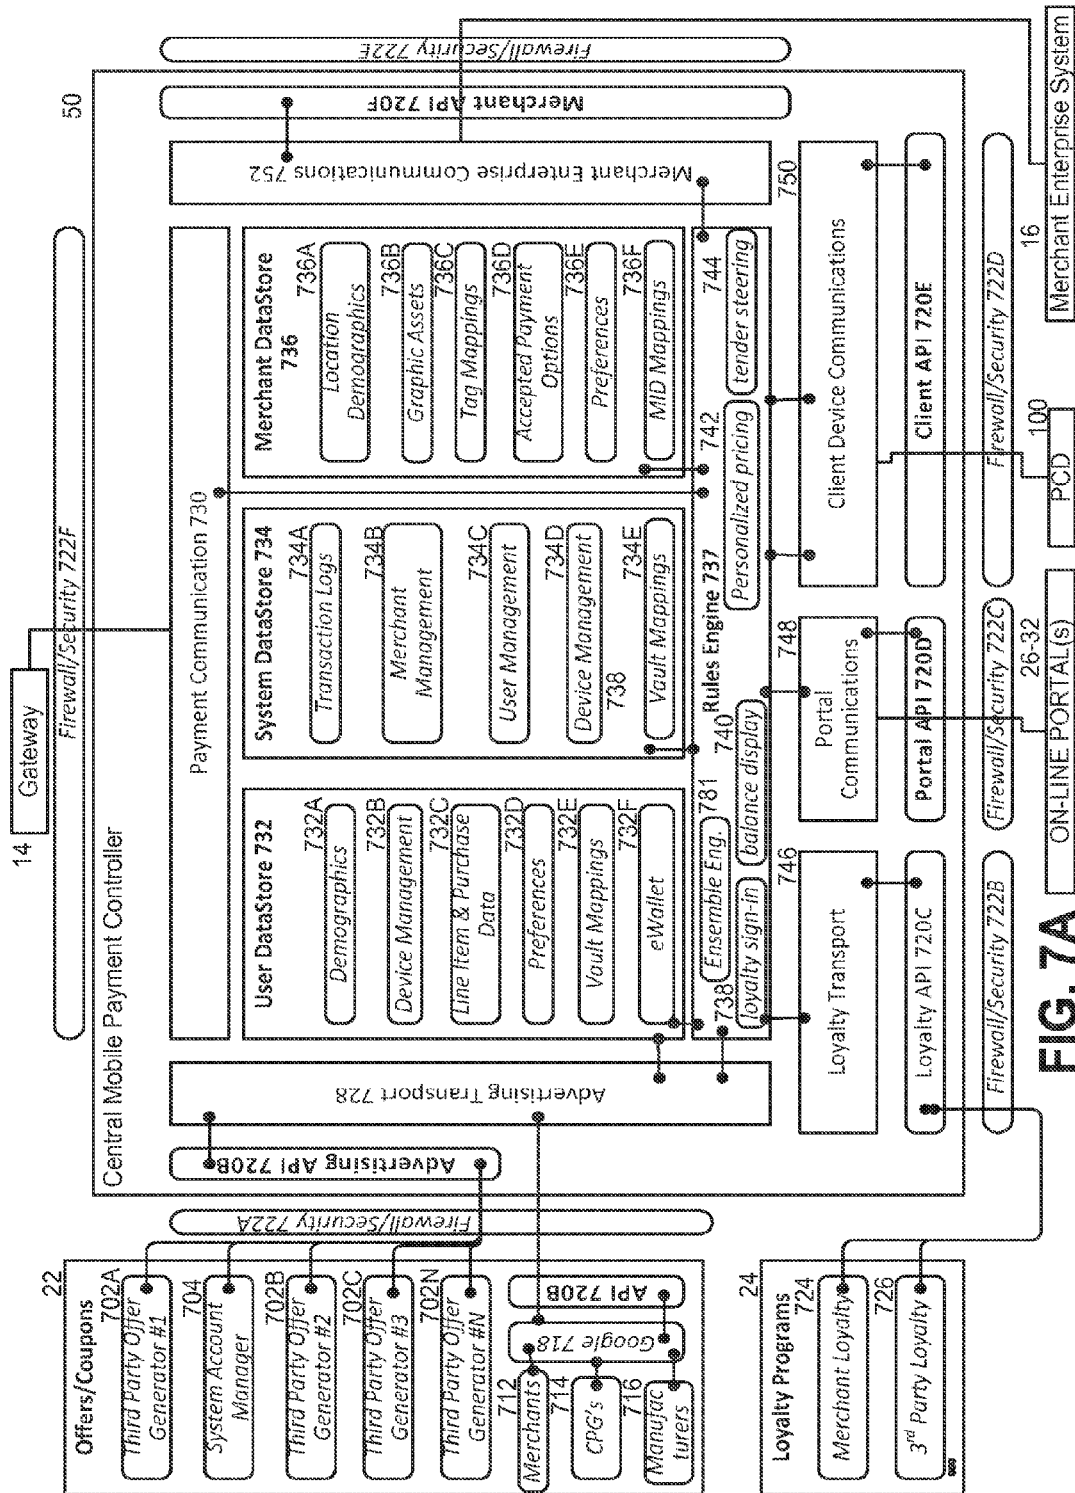 14
Gateway
Firewall/Security 722F
50
Central Mobile Payment Controller
Payment Communication 730
Firewall/Security 722E
Merchant API 720F
Merchant Enterprise Communications 752
22
Offers/Coupons
702A
Third Party Offer
Generator #1
704
System Account
Manager
702B
Third Party Offer
Generator #2
702C
Third Party Offer
Generator #3
702N
Third Party Offer
Generator #N
712
Merchants
714
CPG's
716
Manufac
turers
Google 718
API 720B
Firewall/Security 722A
Advertising API 720B
Advertising Transport 728
User DataStore 732
732A
Demographics
732B
Device Management
732C
Line Item & Purchase
Data
732D
Preferences
732E
Vault Mappings
732F
eWallet
System DataStore 734
734A
Transaction Logs
734B
Merchant
Management
734C
User Management
734D
Device Management
738
734E
Vault Mappings
Merchant DataStore
736
736A
Location
Demographics
736B
Graphic Assets
736C
Tag Mappings
736D
Accepted Payment
Options
736E
Preferences
736F
MID Mappings
Rules Engine 737
738
Ensemble Eng.
781
loyalty sign-in
740
balance display
742
Personalized pricing
744
tender steering
746
Loyalty Transport
Loyalty API 720C
748
Portal
Communications
Portal API 720D
750
Client Device Communications
Client API 720E
24
Loyalty Programs
724
Merchant Loyalty
726
3rd Party Loyalty
Firewall/Security 722B
Firewall/Security 722C
Firewall/Security 722D
26-32
ON-LINE PORTAL(s)
100
PCD
16
Merchant Enterprise System
FIG. 7A